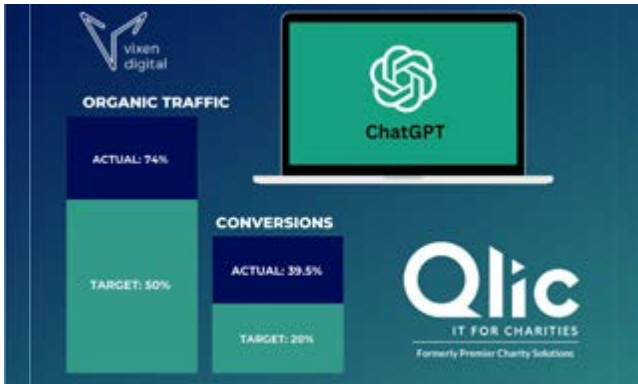 vixen
digital
ORGANIC TRAFFIC
ACTUAL: 74%
TARGET: 50%
ChatGPT
CONVERSIONS
ACTUAL: 39.5%
TARGET: 20%
Qlic
IT FOR CHARITIES
Formerly Premier Charity Solutions